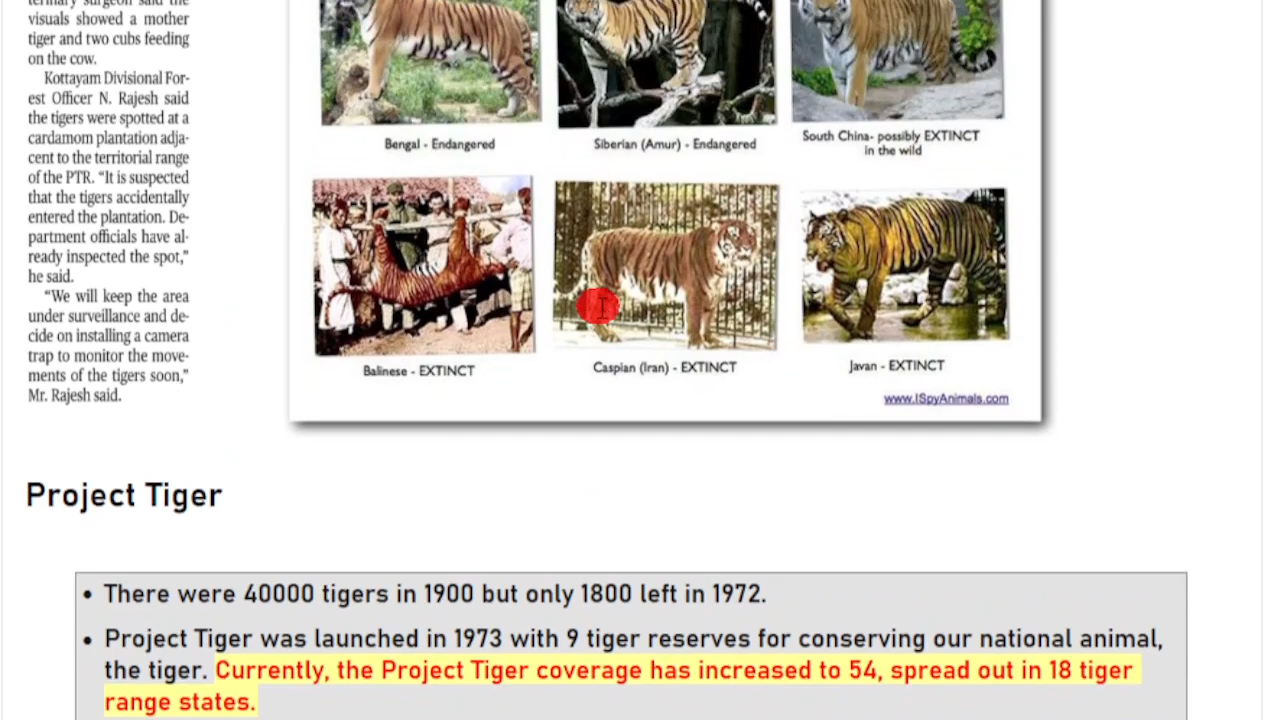 terinary surgeon said the
visuals showed a mother
tiger and two cubs feeding
on the cow.
Kottayam Divisional For-
est Officer N. Rajesh said
the tigers were spotted at a
cardamom plantation adja-
cent to the territorial range
of the PTR. “It is suspected
that the tigers accidentally
entered the plantation. De-
partment officials have al-
ready inspected the spot,”
he said.
“We will keep the area
under surveillance and de-
cide on installing a camera
trap to monitor the move-
ments of the tigers soon,”
Mr. Rajesh said.
Bengal - Endangered
Siberian (Amur) - Endangered
South China- possibly EXTINCT
in the wild
Balinese - EXTINCT
Caspian (Iran) - EXTINCT
Javan - EXTINCT
www.ISpyAnimals.com
Project Tiger
• There were 40000 tigers in 1900 but only 1800 left in 1972.
• Project Tiger was launched in 1973 with 9 tiger reserves for conserving our national animal,
the tiger. Currently, the Project Tiger coverage has increased to 54, spread out in 18 tiger
range states.